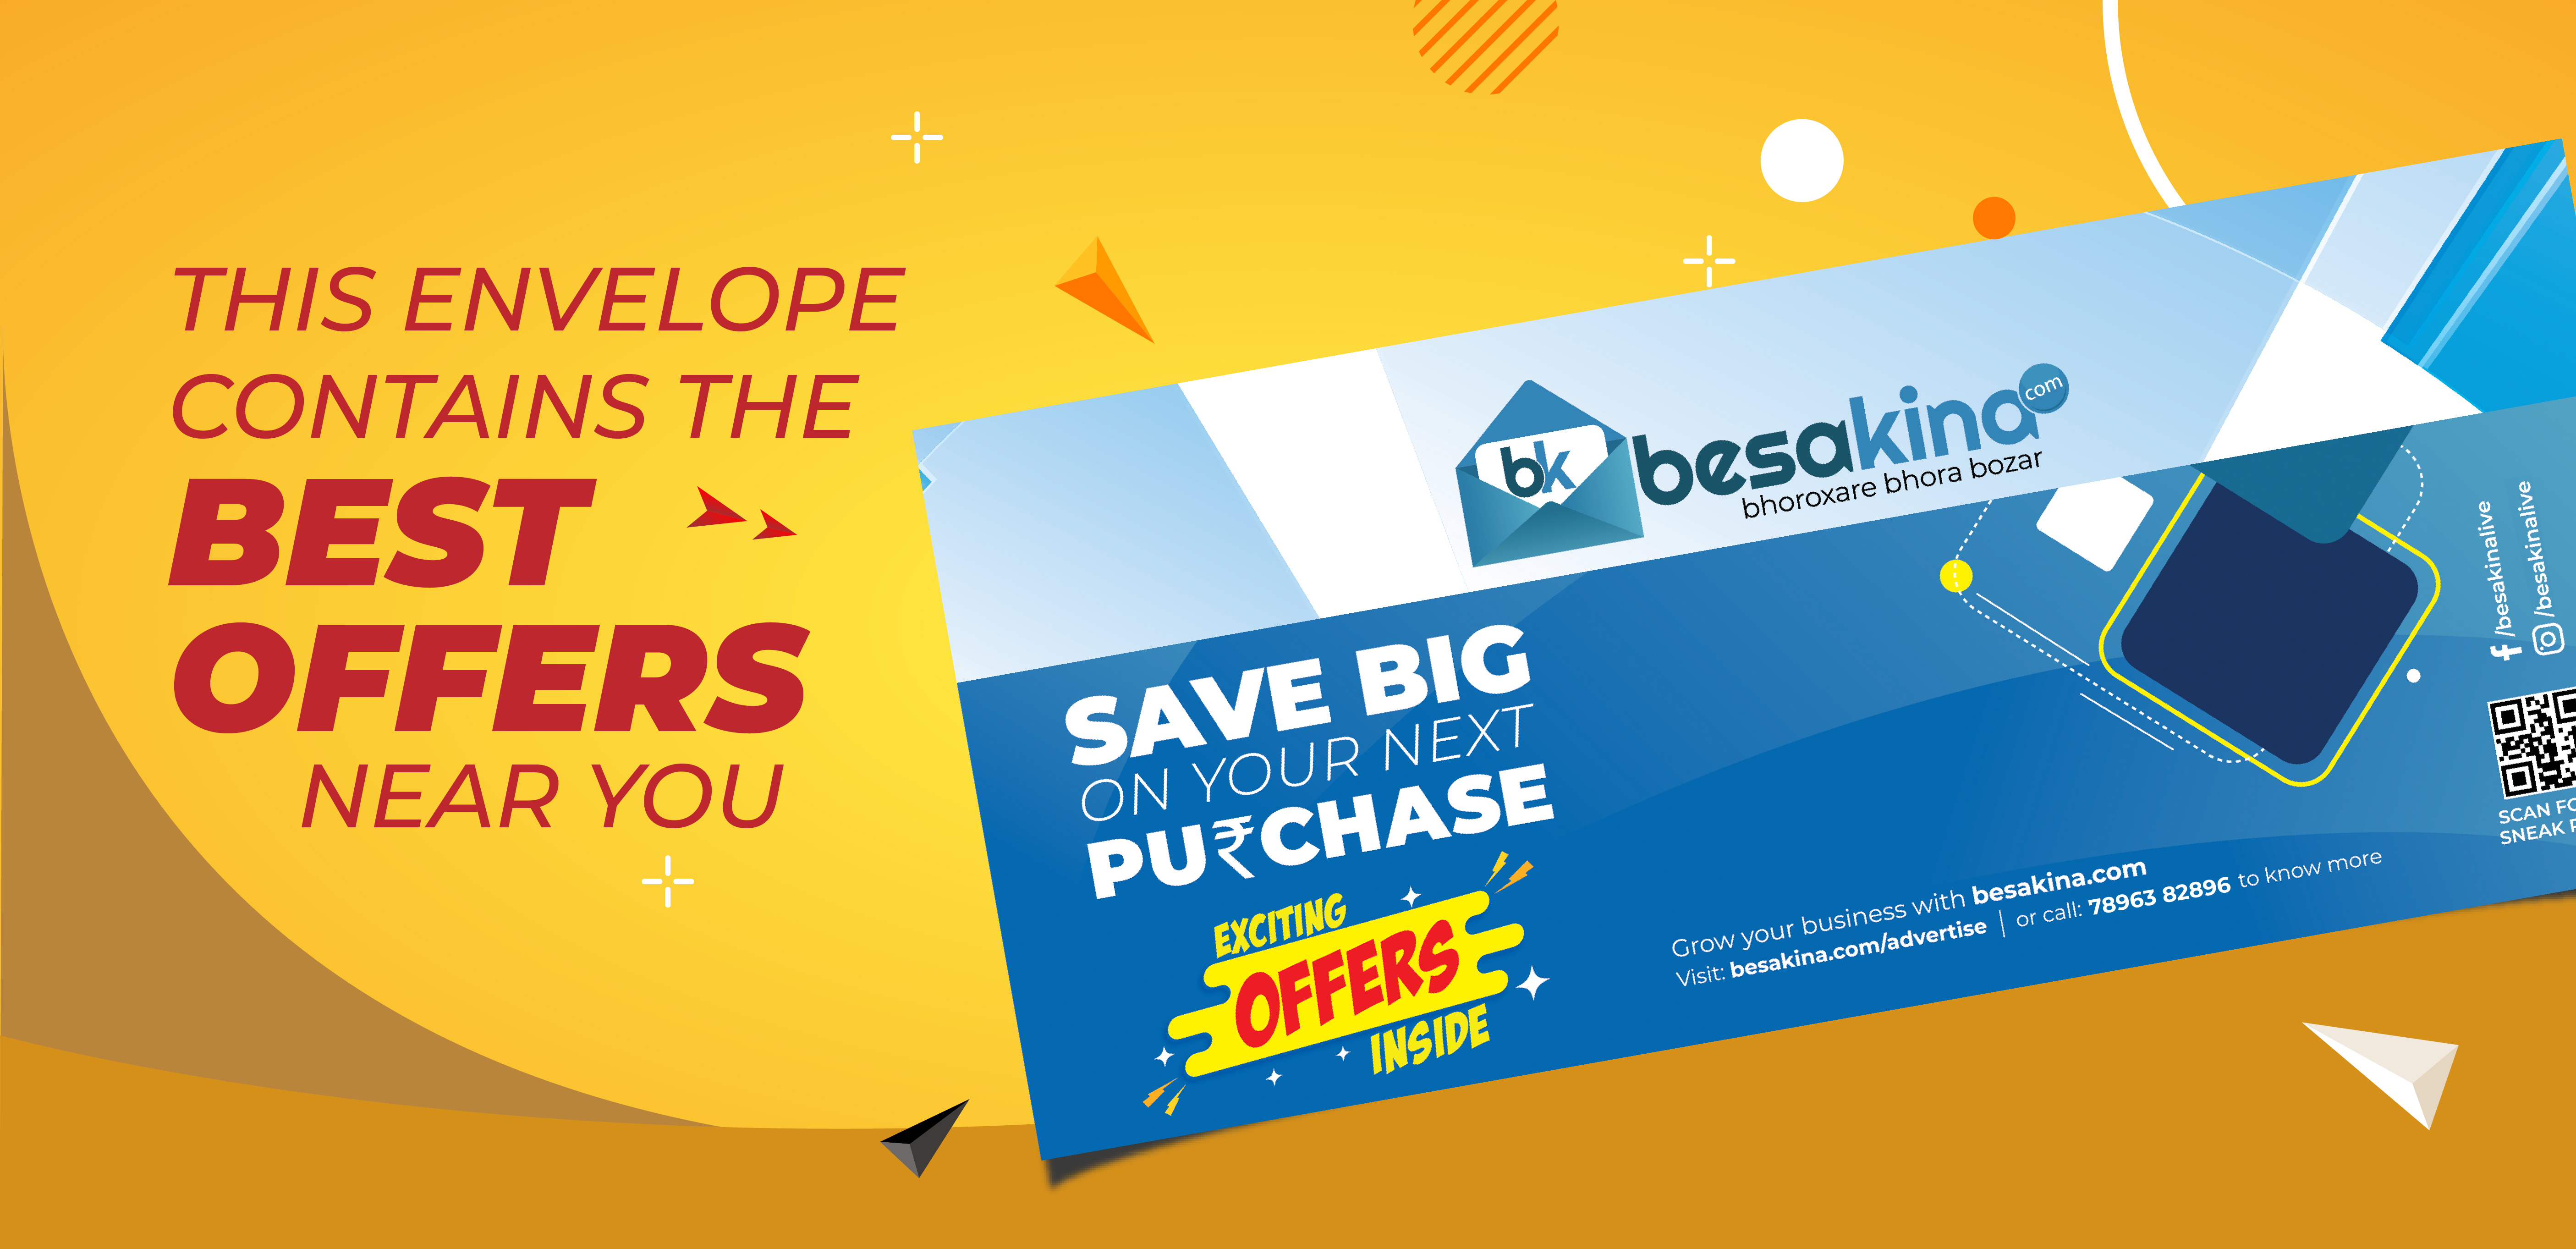 THIS ENVELOPE
CONTAINS THE
BEST
OFFERS
NEAR YOU
bk
besakina
com
bhoroxare bhora bozar
SAVE BIG
ON YOUR NEXT
PU₹CHASE
EXCITING
OFFERS
INSIDE
Grow your business with besakina.com
Visit: besakina.com/advertise | or call: 78963 82896 to know more
/besakinalive
/besakinalive
SCAN
SNEAK